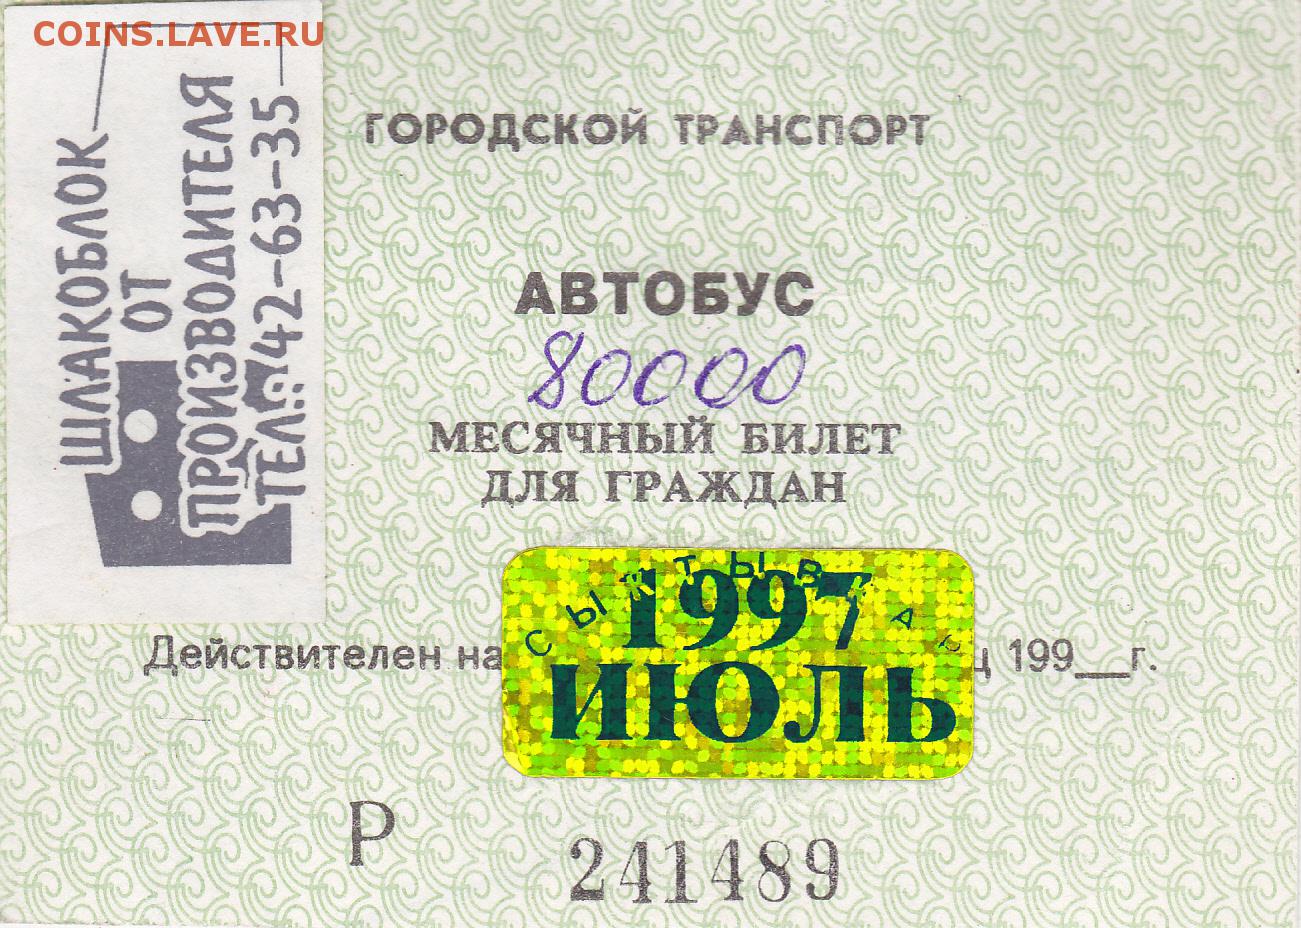 COINS.LAVE.RU
ШЛАКОБЛОК
ОТ
ПРОИЗВОДИТЕЛЯ
ТЕЛ. 42-63-35
ГОРОДСКОЙ ТРАНСПОРТ
АВТОБУС
80000
МЕСЯЧНЫЙ БИЛЕТ
ДЛЯ ГРАЖДАН
СЫКТЫВКАР
1997
ИЮЛЬ
Действителен на ц 199__г.
Р 241489